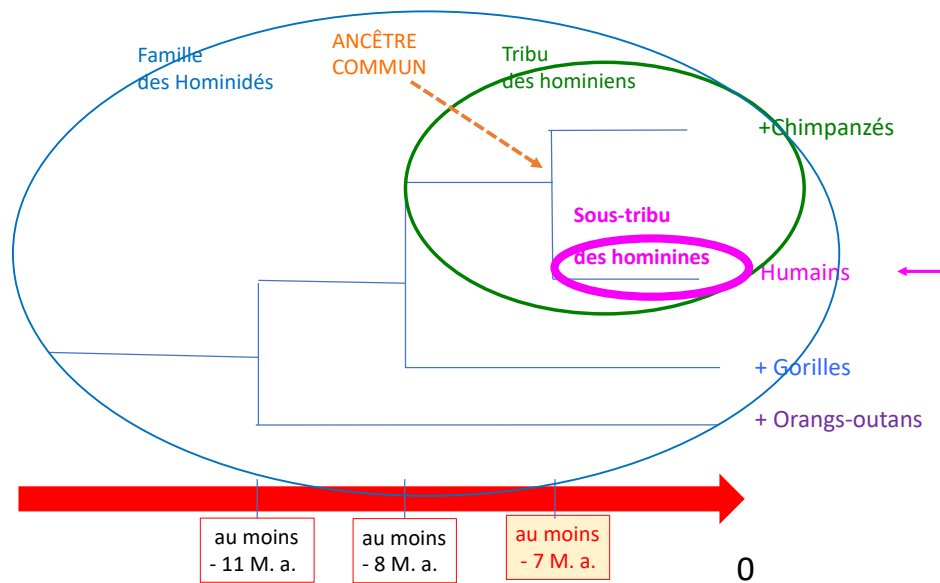 Famille
des Hominidés
ANCÊTRE
COMMUN
Tribu
des hominiens
+Chimpanzés
Sous-tribu
des hominines
Humains
+ Gorilles
+ Orangs-outans
au moins
- 11 M. a.
au moins
- 8 M. a.
au moins
- 7 M. a.
0